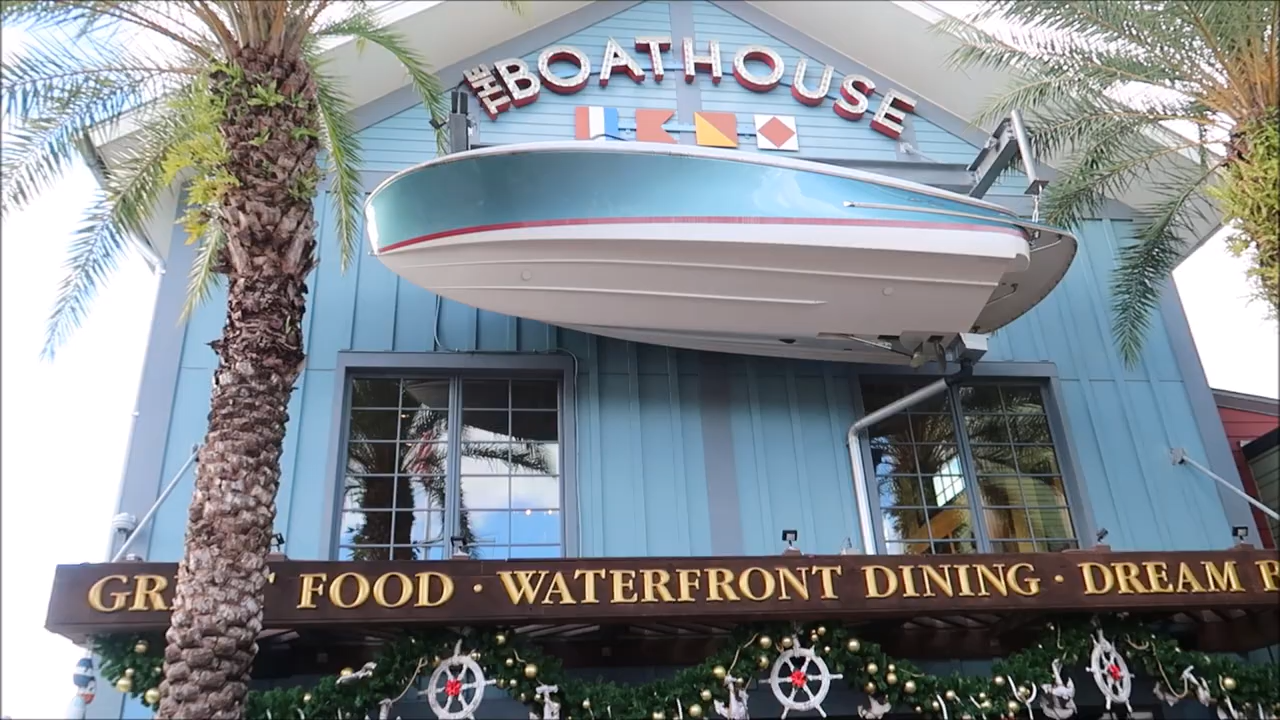 THE BOATHOUSE
FOOD · WATERFRONT DINING · DREAM